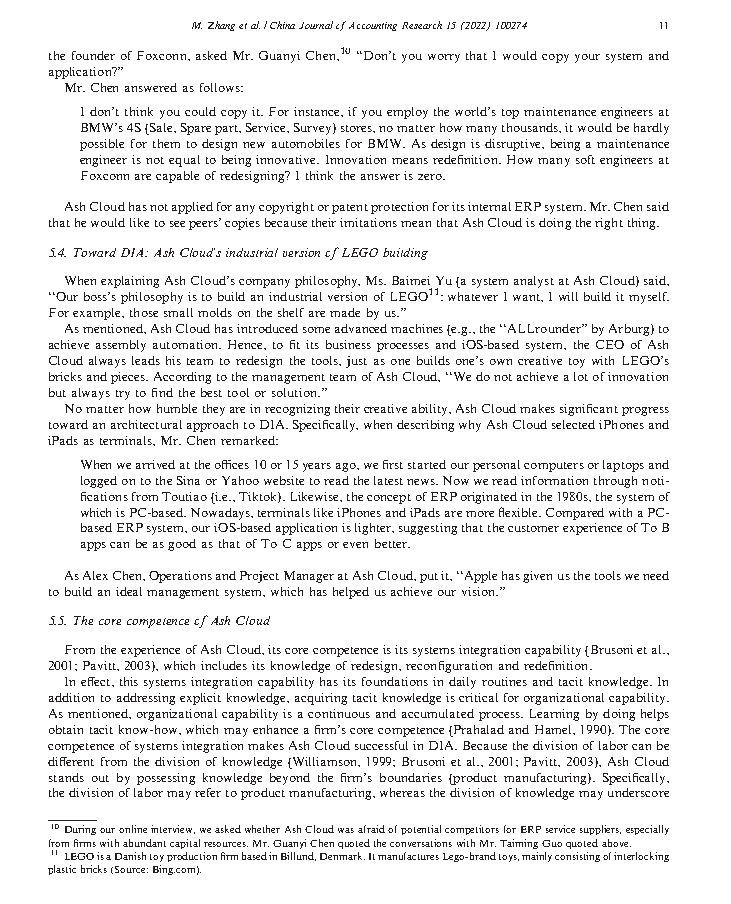 M. Zhang et al. / China Journal of Accounting Research 15 (2022) 100274
11
the founder of Foxconn, asked Mr. Guanyi Chen,10 “Don’t you worry that I would copy your system and
application?”
Mr. Chen answered as follows:
I don’t think you could copy it. For instance, if you employ the world’s top maintenance engineers at
BMW’s 4S (Sale, Spare part, Service, Survey) stores, no matter how many thousands, it would be hardly
possible for them to design new automobiles for BMW. As design is disruptive, being a maintenance
engineer is not equal to being innovative. Innovation means redefinition. How many soft engineers at
Foxconn are capable of redesigning? I think the answer is zero.
Ash Cloud has not applied for any copyright or patent protection for its internal ERP system. Mr. Chen said
that he would like to see peers’ copies because their imitations mean that Ash Cloud is doing the right thing.
5.4. Toward DIA: Ash Cloud’s industrial version of LEGO building
When explaining Ash Cloud’s company philosophy, Ms. Baimei Yu (a system analyst at Ash Cloud) said,
“Our boss’s philosophy is to build an industrial version of LEGO11: whatever I want, I will build it myself.
For example, those small molds on the shelf are made by us.”
As mentioned, Ash Cloud has introduced some advanced machines (e.g., the “ALLrounder” by Arburg) to
achieve assembly automation. Hence, to fit its business processes and iOS-based system, the CEO of Ash
Cloud always leads his team to redesign the tools, just as one builds one’s own creative toy with LEGO’s
bricks and pieces. According to the management team of Ash Cloud, “We do not achieve a lot of innovation
but always try to find the best tool or solution.”
No matter how humble they are in recognizing their creative ability, Ash Cloud makes significant progress
toward an architectural approach to DIA. Specifically, when describing why Ash Cloud selected iPhones and
iPads as terminals, Mr. Chen remarked:
When we arrived at the offices 10 or 15 years ago, we first started our personal computers or laptops and
logged on to the Sina or Yahoo website to read the latest news. Now we read information through noti-
fications from Toutiao (i.e., Tiktok). Likewise, the concept of ERP originated in the 1980s, the system of
which is PC-based. Nowadays, terminals like iPhones and iPads are more flexible. Compared with a PC-
based ERP system, our iOS-based application is lighter, suggesting that the customer experience of To B
apps can be as good as that of To C apps or even better.
As Alex Chen, Operations and Project Manager at Ash Cloud, put it, “Apple has given us the tools we need
to build an ideal management system, which has helped us achieve our vision.”
5.5. The core competence of Ash Cloud
From the experience of Ash Cloud, its core competence is its systems integration capability (Brusoni et al.,
2001; Pavitt, 2003), which includes its knowledge of redesign, reconfiguration and redefinition.
In effect, this systems integration capability has its foundations in daily routines and tacit knowledge. In
addition to addressing explicit knowledge, acquiring tacit knowledge is critical for organizational capability.
As mentioned, organizational capability is a continuous and accumulated process. Learning by doing helps
obtain tacit know-how, which may enhance a firm’s core competence (Prahalad and Hamel, 1990). The core
competence of systems integration makes Ash Cloud successful in DIA. Because the division of labor can be
different from the division of knowledge (Williamson, 1999; Brusoni et al., 2001; Pavitt, 2003), Ash Cloud
stands out by possessing knowledge beyond the firm’s boundaries (product manufacturing). Specifically,
the division of labor may refer to product manufacturing, whereas the division of knowledge may underscore
10 During our online interview, we asked whether Ash Cloud was afraid of potential competitors for ERP service suppliers, especially
from firms with abundant capital resources. Mr. Guanyi Chen quoted the conversations with Mr. Taiming Guo quoted above.
11 LEGO is a Danish toy production firm based in Billund, Denmark. It manufactures Lego-brand toys, mainly consisting of interlocking
plastic bricks (Source: Bing.com).